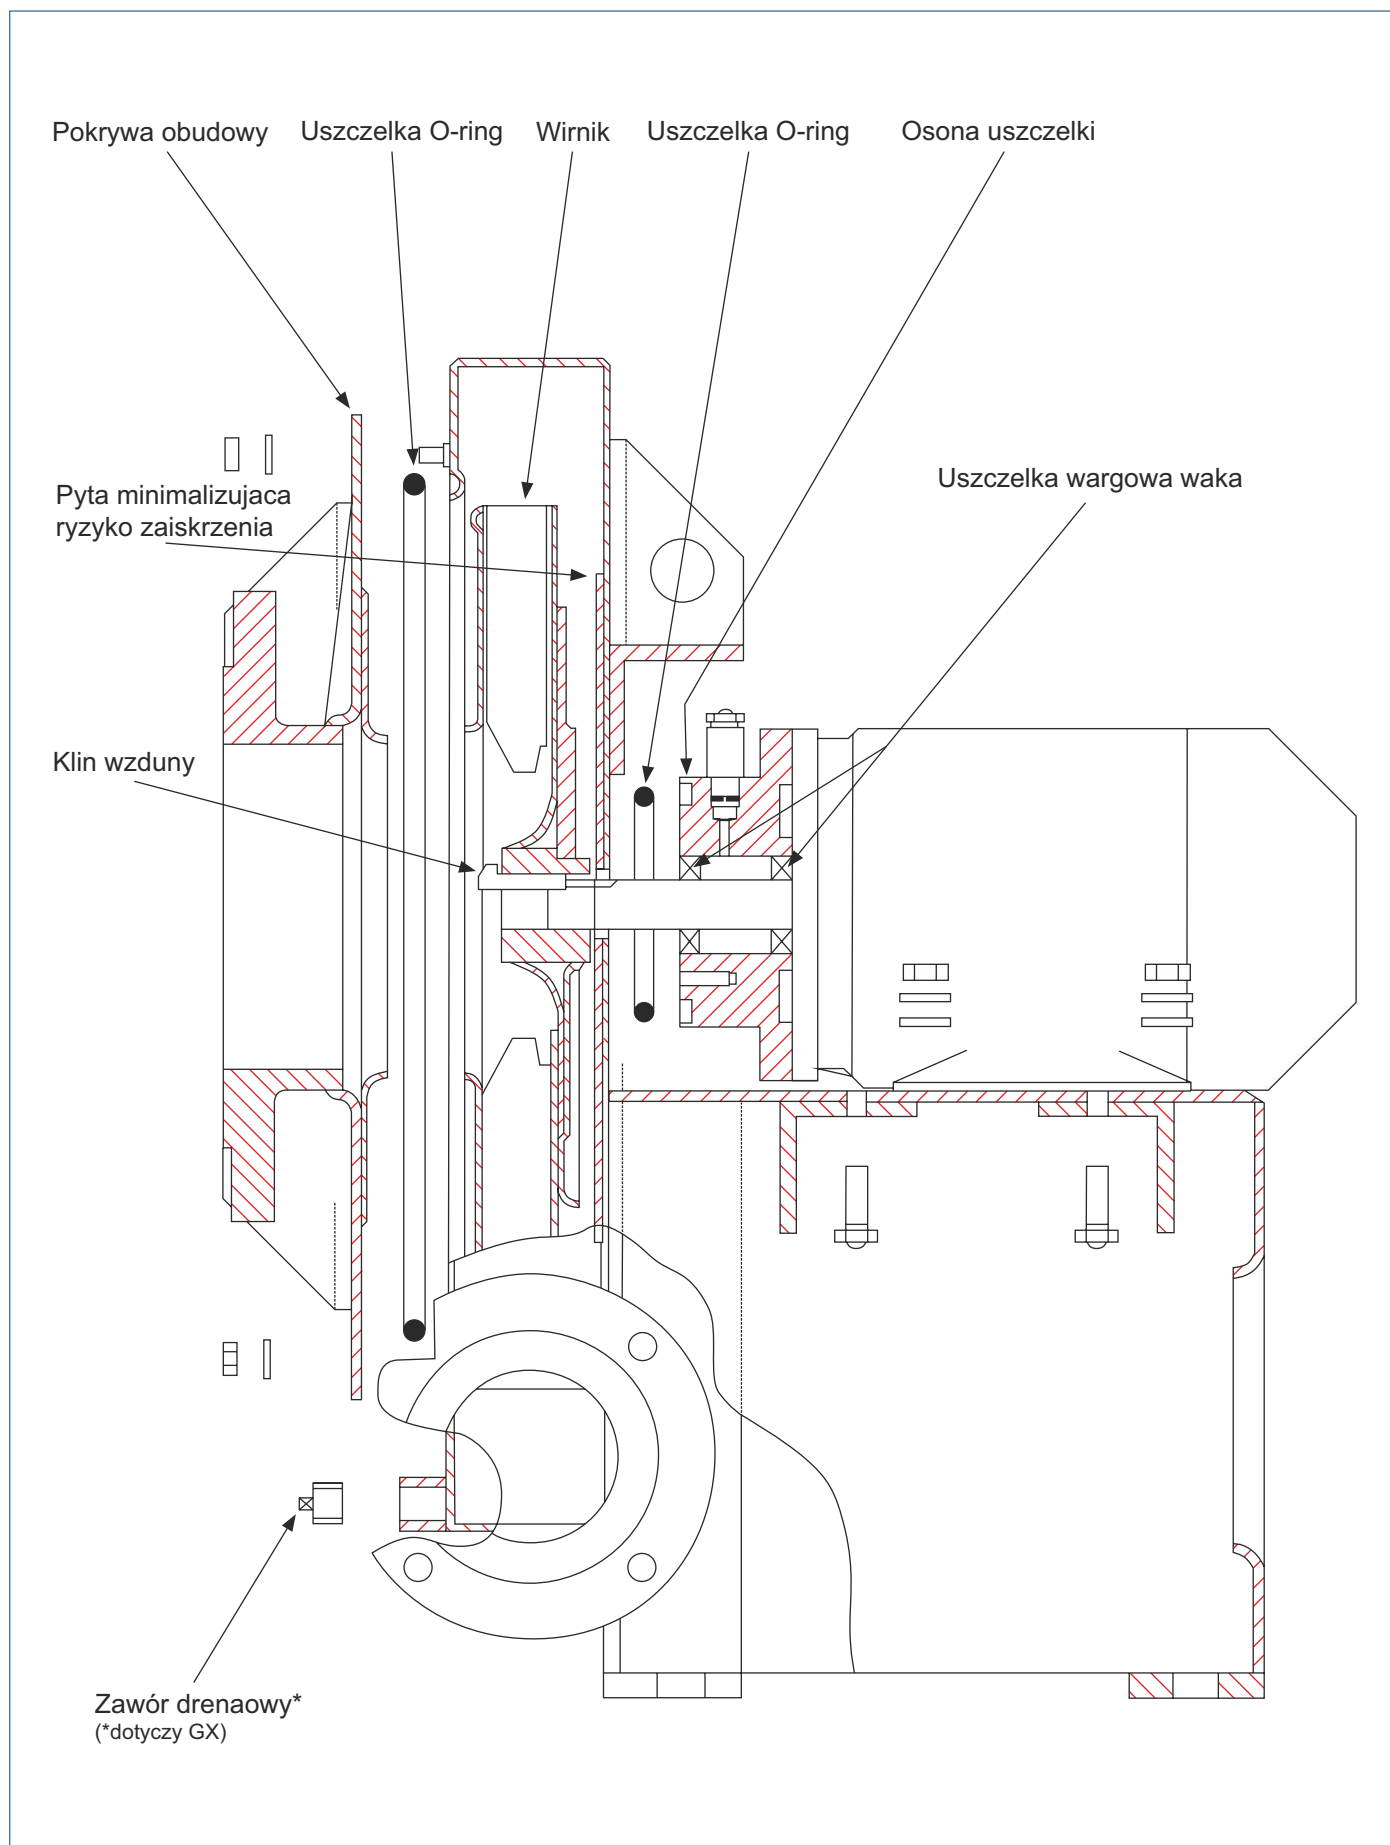 Pokrywa obudowy
Uszczelka O-ring
Wirnik
Uszczelka O-ring
Osona uszczelki
Uszczelka wargowa waka
Pyta minimalizujaca
ryzyko zaiskrzenia
Klin wzduny
Zawór drenaowy*
(*dotyczy GX)